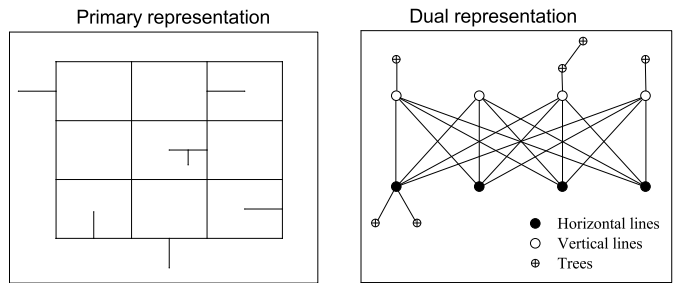 Primary representation
Dual representation
Horizontal lines
Vertical lines
Trees